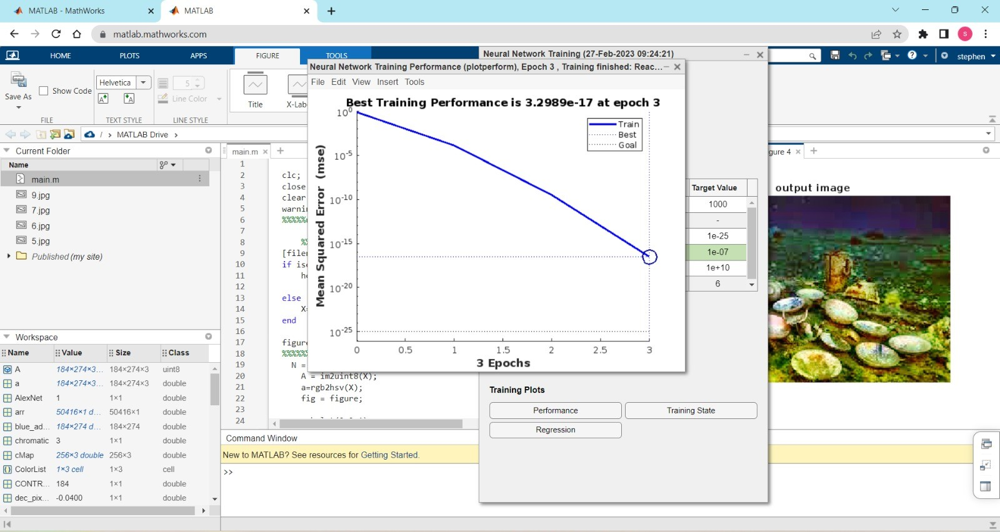 MATLAB - MathWorks
MATLAB
matlab.mathworks.com
S
HOME
PLOTS
APPS
FIGURE
TOOLS
stephen
Save As
Show Code
FILE
Helvetica
TEXT STYLE
5
Line Color
LINE STYLE
Title
X-Lab
/ > MATLAB Drive >
Current Folder
Name
main.m
9.jpg
7.jpg
6.jpg
5.jpg
Published (my site)
Workspace
Name Value Size Class
A 184×274×3... 184×274×3 uint8
a 184×274×3... 184×274×3 double
AlexNet 1 1×1 double
arr 50416×1 d... 50416×1 double
blue_ad... 184×274 d... 184×274 double
chromatic 3 1×1 double
cMap 256×3 double 256×3 double
ColorList 1×3 cell 1×3 cell
CONTR... 184 1×1 double
dec_pix... -0.0400 1×1 double
main.m
1
2 clc;
3 close
4 clear
5 warni
6 %%%%
7
8 %
9 [filen
10 if ise
11 he
12
13 else
14 X=
15 end
16
17 figure
18 %%%%%
19 N =
20 A = im2uint8(X);
21 a=rgb2hsv(X);
22 fig = figure;
23
24
Command Window
New to MATLAB? See resources for Getting Started.
>>
Neural Network Training (27-Feb-2023 09:24:21)
Neural Network Training Performance (plotperform), Epoch 3 , Training finished: Reac...
File Edit View Insert Tools
Best Training Performance is 3.2989e-17 at epoch 3
Mean Squared Error (mse)
10^0
10^-5
10^-10
10^-15
10^-20
10^-25
0 0.5 1 1.5 2 2.5 3
3 Epochs
Train
Best
Goal
Target Value
1000
-
1e-25
1e-07
1e+10
6
Training Plots
Performance
Training State
Regression
gure 4
output image